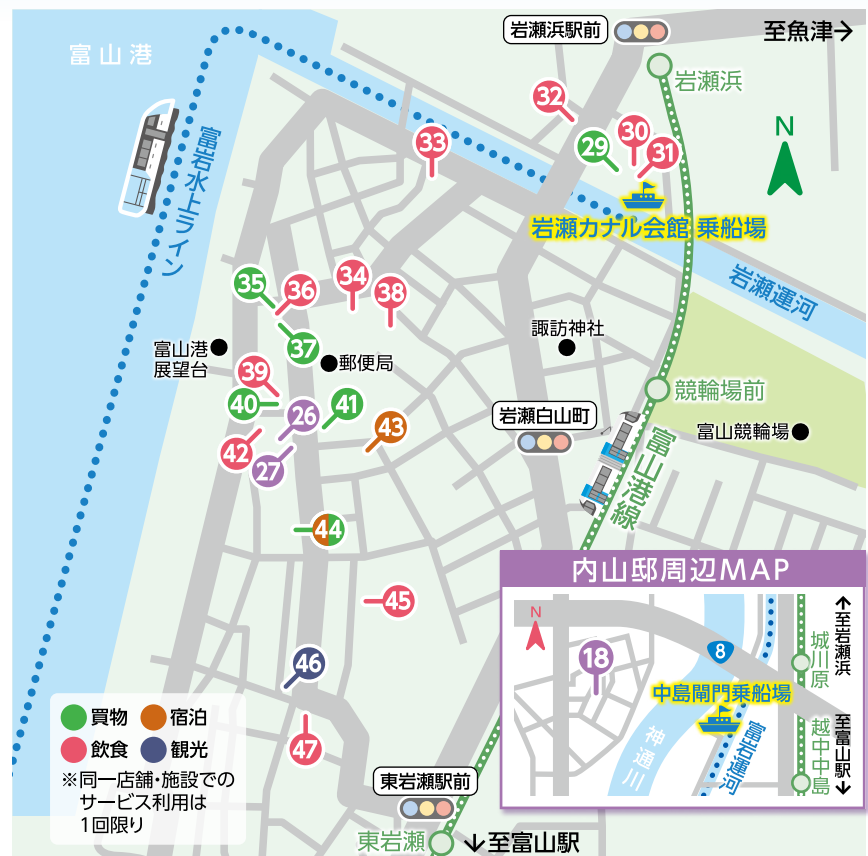 富山港
岩瀬浜駅前
至魚津→
岩瀬浜
N
32
33
29
30
31
岩瀬カナル会館 乗船場
富岩水上ライン
岩瀬運河
35
36
34
38
37
富山港
展望台
郵便局
諏訪神社
39
40
26
41
43
42
27
競輪場前
岩瀬白山町
富山競輪場
富山港線
44
45
46
47
買物
宿泊
飲食
観光
※同一店舗・施設での
サービス利用は
1回限り
東岩瀬駅前
東岩瀬
↓至富山駅
内山邸周辺MAP
N
18
8
←至岩瀬浜
城川原
中島閘門乗船場
神通川
富岩運河
至富山駅→
越中中島